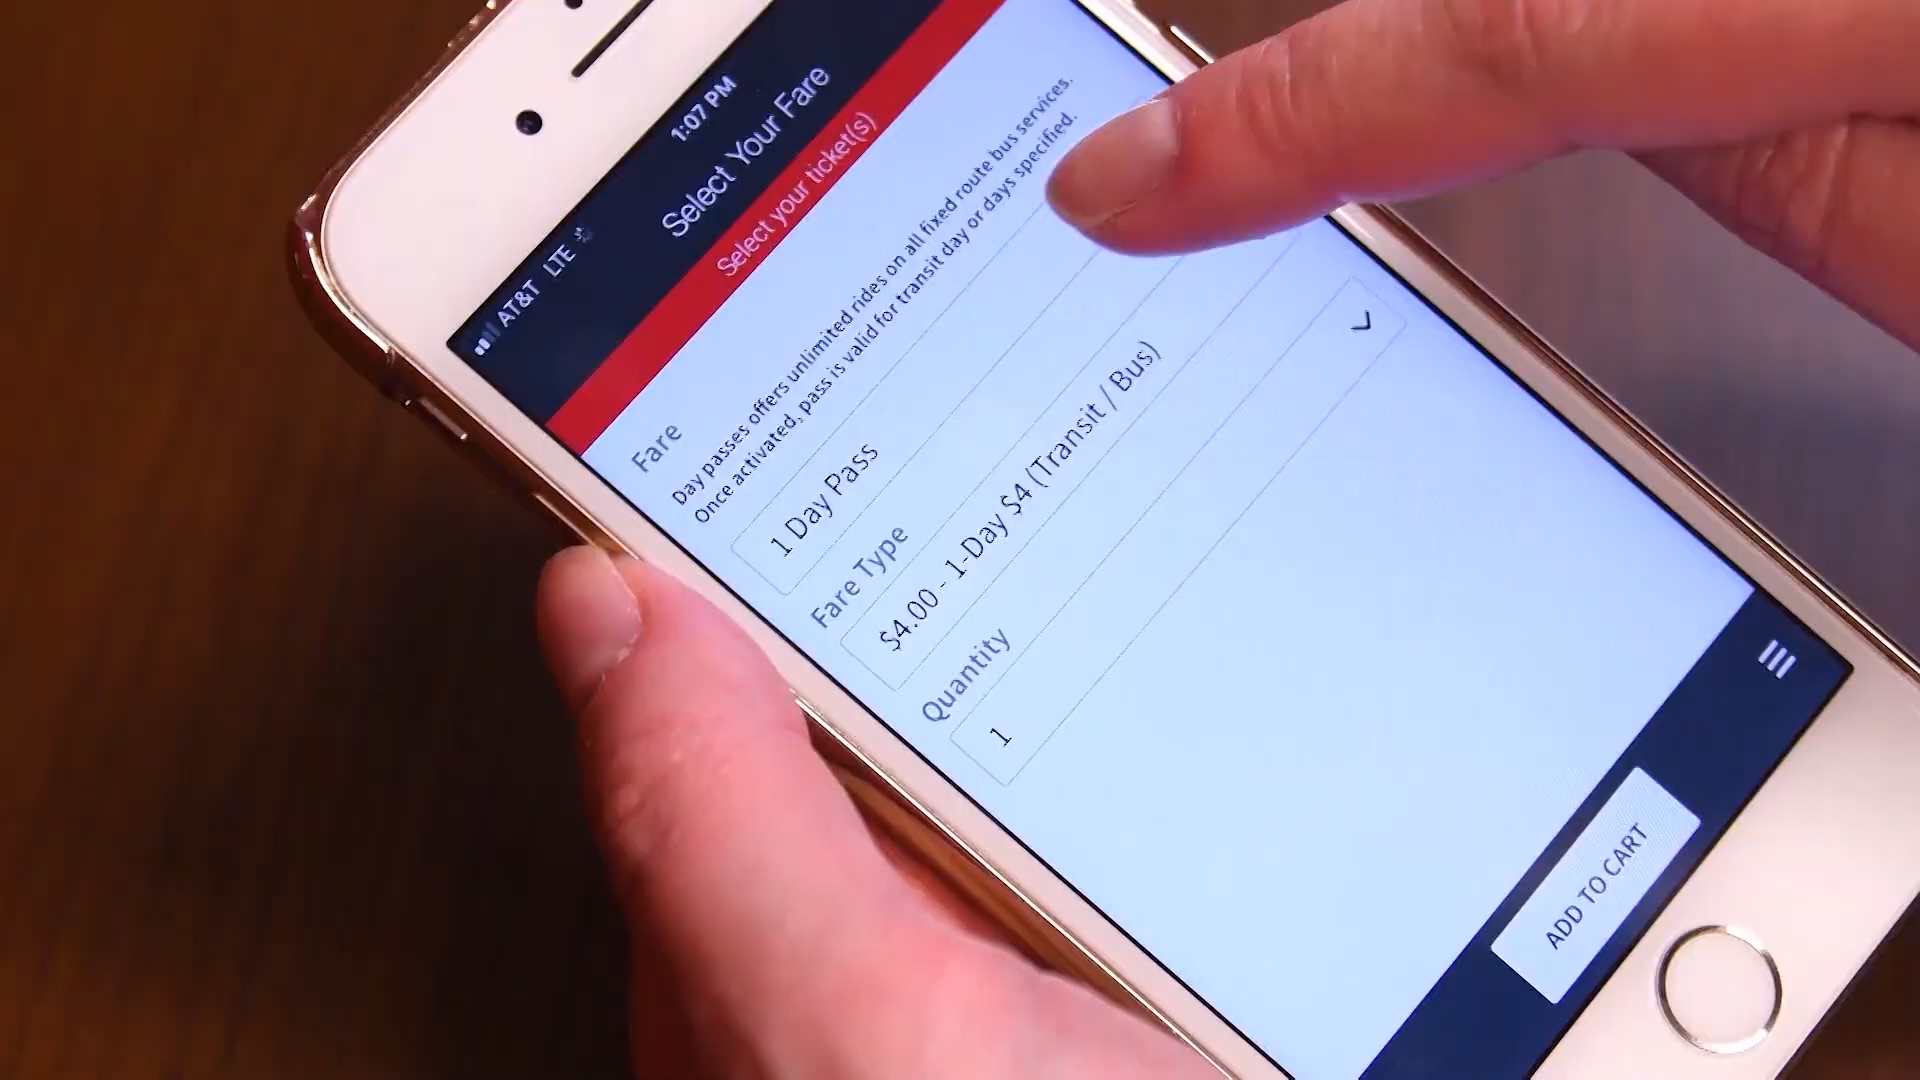 AT&T LTE 1:07 PM
Select Your Fare
Select your ticket(s)
Fare
Day passes offers unlimited rides on all fixed route bus services.
Once activated, pass is valid for transit day or days specified.
1 Day Pass
Fare Type
$4.00 - 1-Day $4 (Transit / Bus)
Quantity
1
ADD TO CART